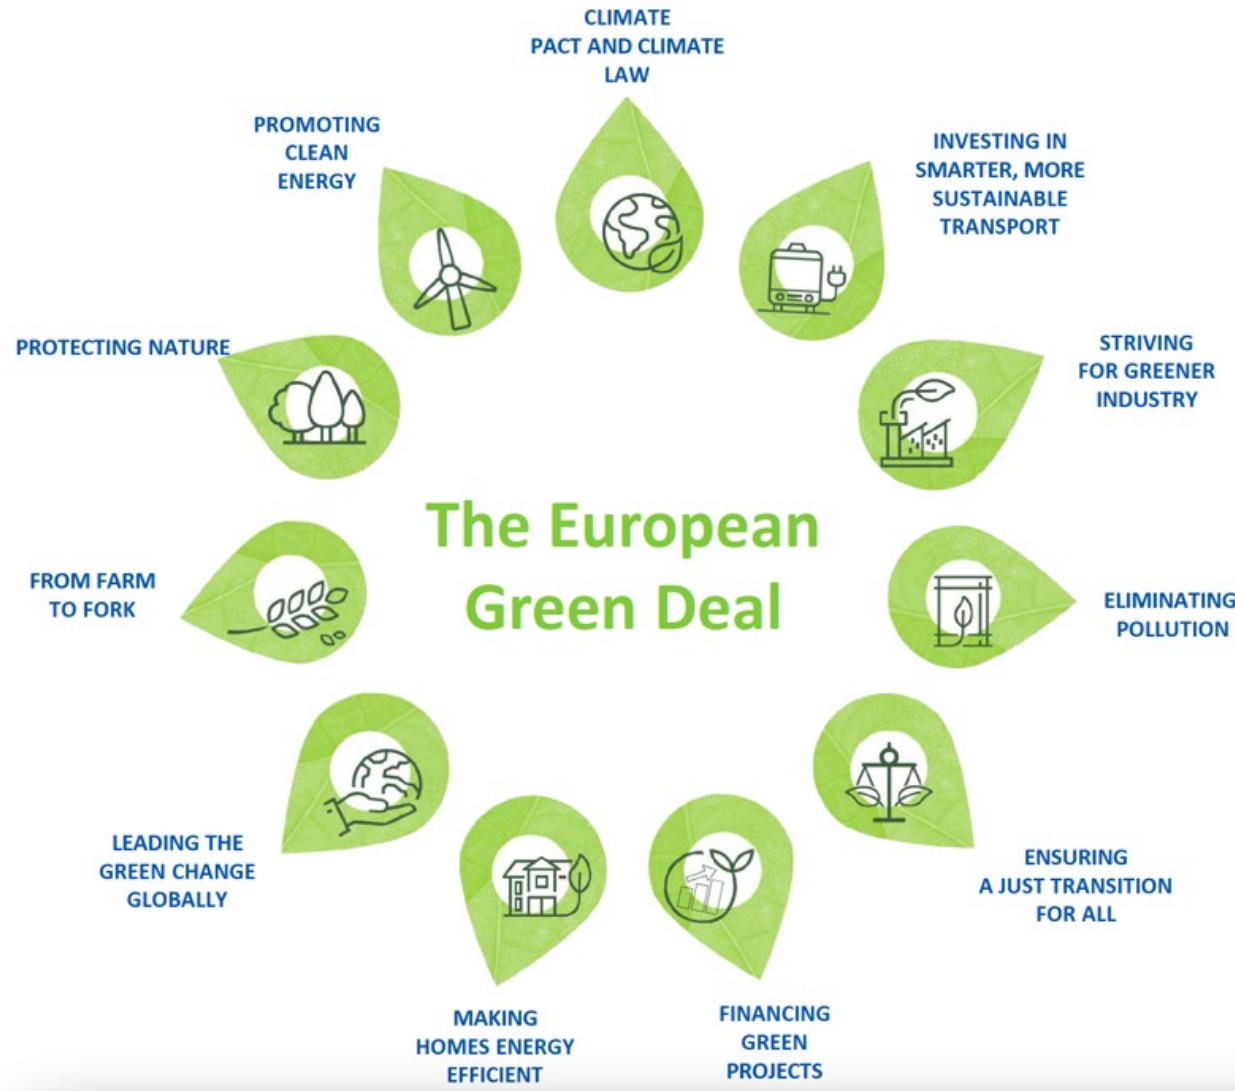 CLIMATE
PACT AND CLIMATE
LAW
PROMOTING
CLEAN
ENERGY
INVESTING IN
SMARTER, MORE
SUSTAINABLE
TRANSPORT
PROTECTING NATURE
STRIVING
FOR GREENER
INDUSTRY
The European
Green Deal
FROM FARM
TO FORK
ELIMINATING
POLLUTION
LEADING THE
GREEN CHANGE
GLOBALLY
ENSURING
A JUST TRANSITION
FOR ALL
MAKING
HOMES ENERGY
EFFICIENT
FINANCING
GREEN
PROJECTS